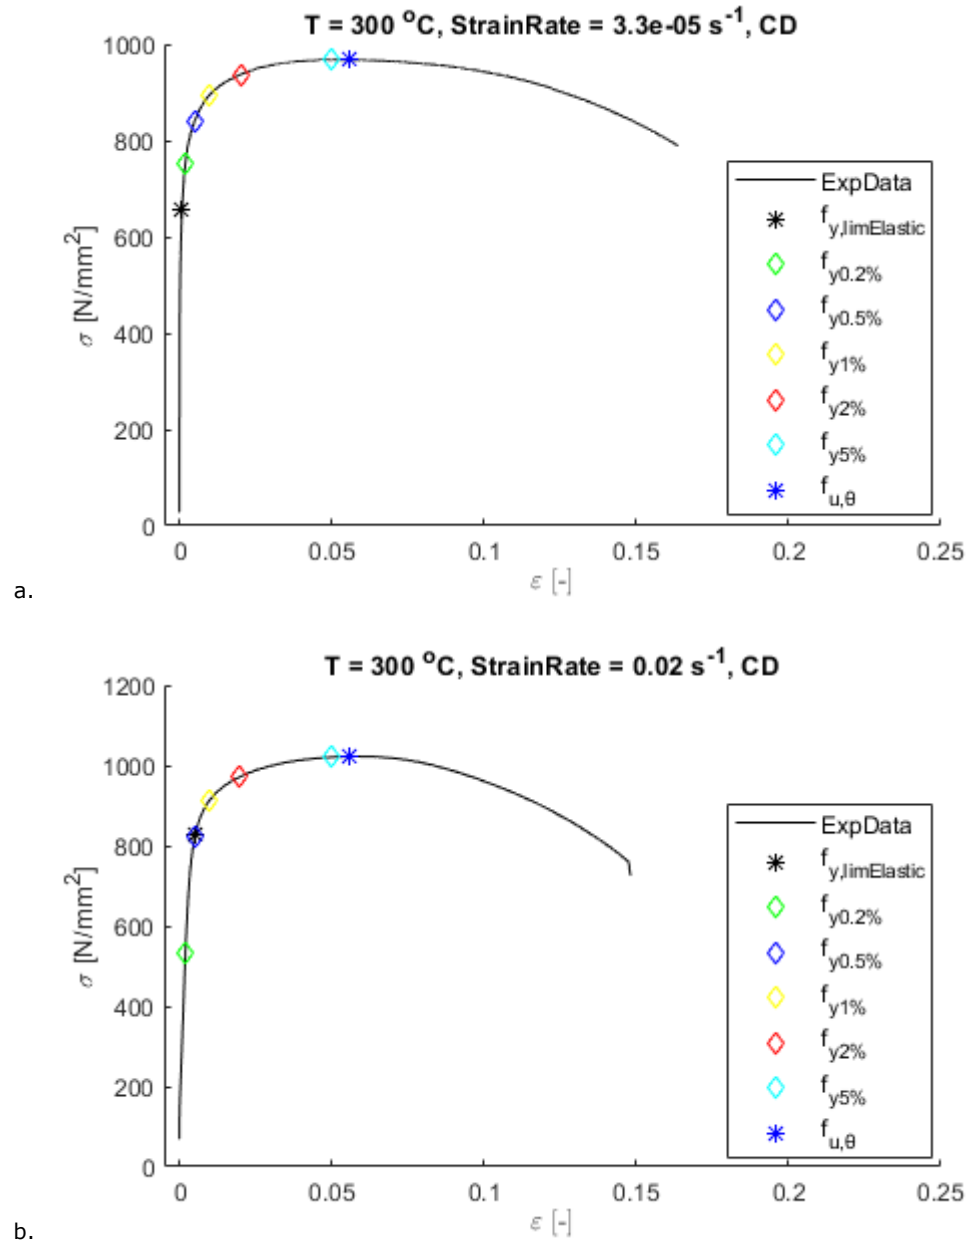 T = 300 °C, StrainRate = 3.3e-05 s⁻¹, CD
1000
800
600
400
200
0
σ [N/mm²]
0 0.05 0.1 0.15 0.2 0.25
ε [-]
ExpData
f_y,limElastic
f_y0.2%
f_y0.5%
f_y1%
f_y2%
f_y5%
f_u,θ
a.
T = 300 °C, StrainRate = 0.02 s⁻¹, CD
1200
1000
800
600
400
200
0
σ [N/mm²]
0 0.05 0.1 0.15 0.2 0.25
ε [-]
ExpData
f_y,limElastic
f_y0.2%
f_y0.5%
f_y1%
f_y2%
f_y5%
f_u,θ
b.